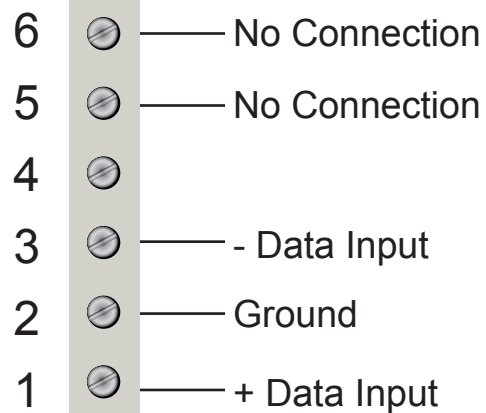 6 No Connection
5 No Connection
4
3 - Data Input
2 Ground
1 + Data Input